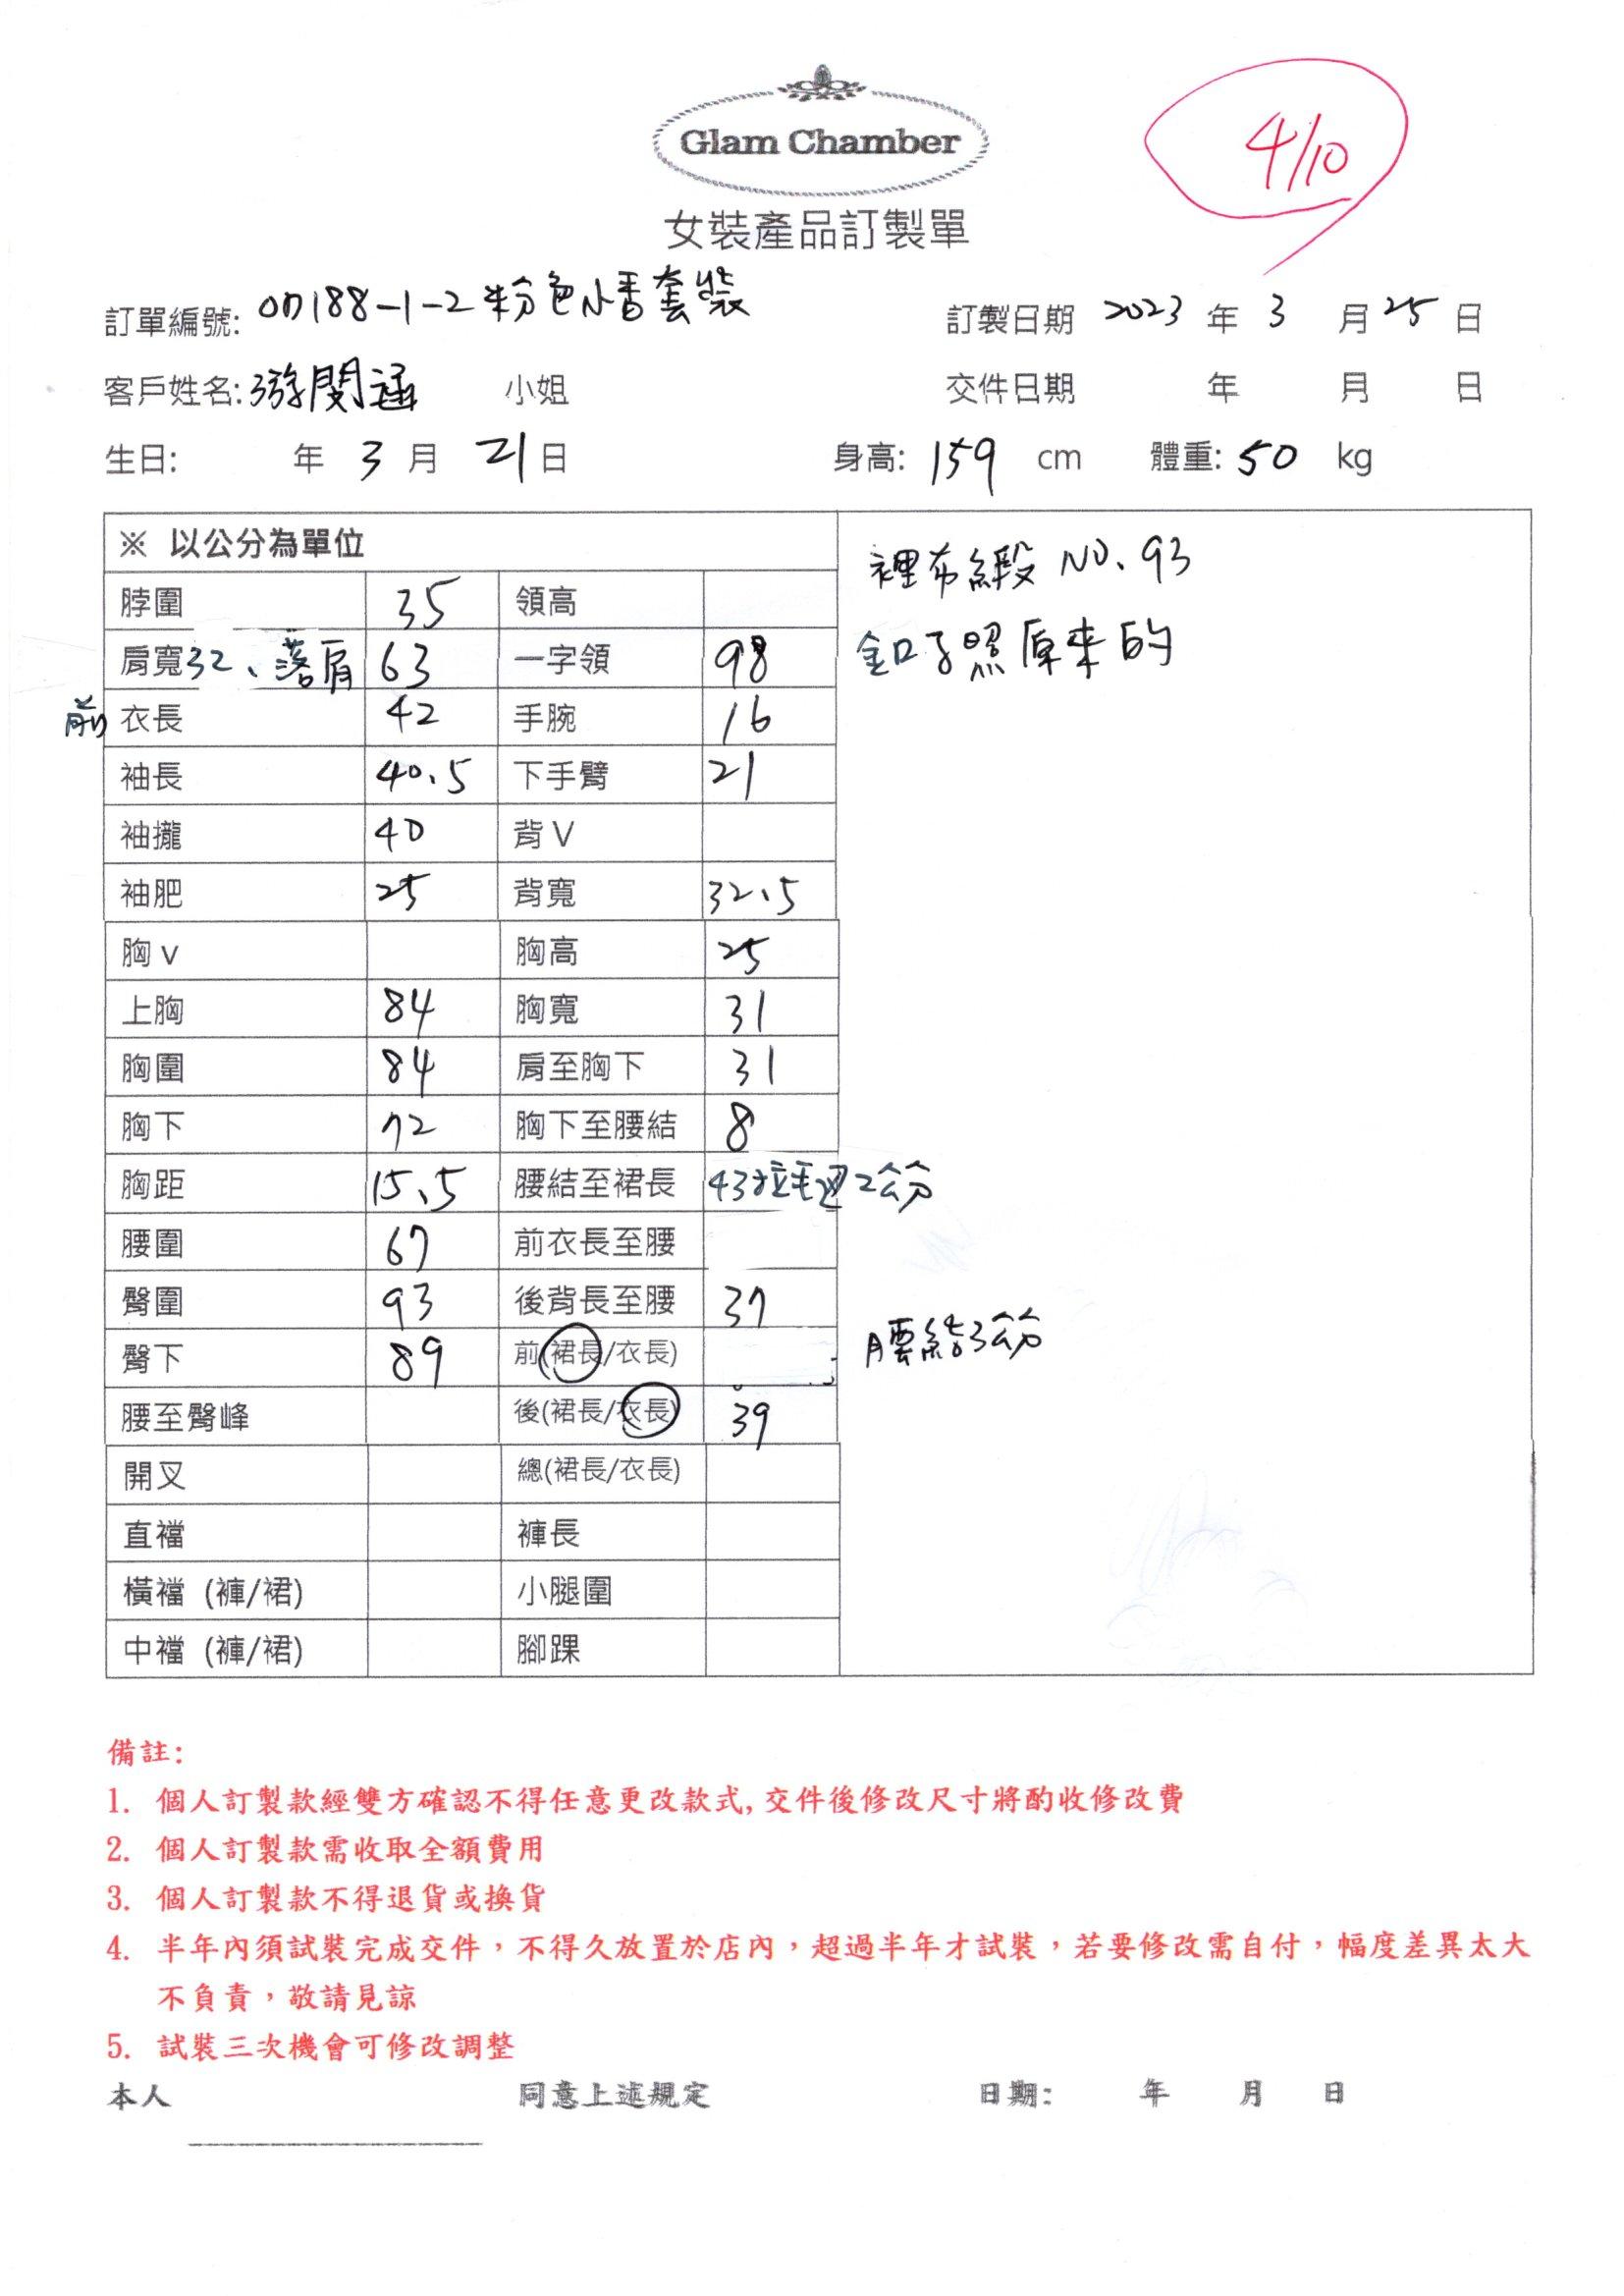 Glam Chamber
4/10
女裝產品訂製單
訂單編號: 07188-1-2 粉色小香套裝 訂製日期 2023 年 3 月 25 日
客戶姓名: 游閔涵 小姐 交件日期 年 月 日
生日: 年 3 月 21 日 身高: 159 cm 體重: 50 kg
※ 以公分為單位
裡布緞 NO. 93
脖圍 35 領高
肩寬 32、落肩 63 一字領 98 釦子照原來的
前 衣長 42 手腕 16
袖長 40.5 下手臂 21
袖攏 40 背V
袖肥 25 背寬 32.5
胸v 胸高 25
上胸 84 胸寬 31
胸圍 84 肩至胸下 31
胸下 72 胸下至腰結 8
胸距 15.5 腰結至裙長 43 2公分
腰圍 67 前衣長至腰
臀圍 93 後背長至腰 37
臀下 89 前(裙長/衣長) 腰結3公分
腰至臀峰 後(裙長/衣長) 39
開叉 總(裙長/衣長)
直襠 褲長
橫襠 (褲/裙) 小腿圍
中襠 (褲/裙) 腳踝
備註:
1. 個人訂製款經雙方確認不得任意更改款式,交件後修改尺寸將酌收修改費
2. 個人訂製款需收取全額費用
3. 個人訂製款不得退貨或換貨
4. 半年內須試裝完成交件，不得久放置於店內，超過半年才試裝，若要修改需自付，幅度差異太大
不負責，敬請見諒
5. 試裝三次機會可修改調整
本人 同意上述規定 日期: 年 月 日